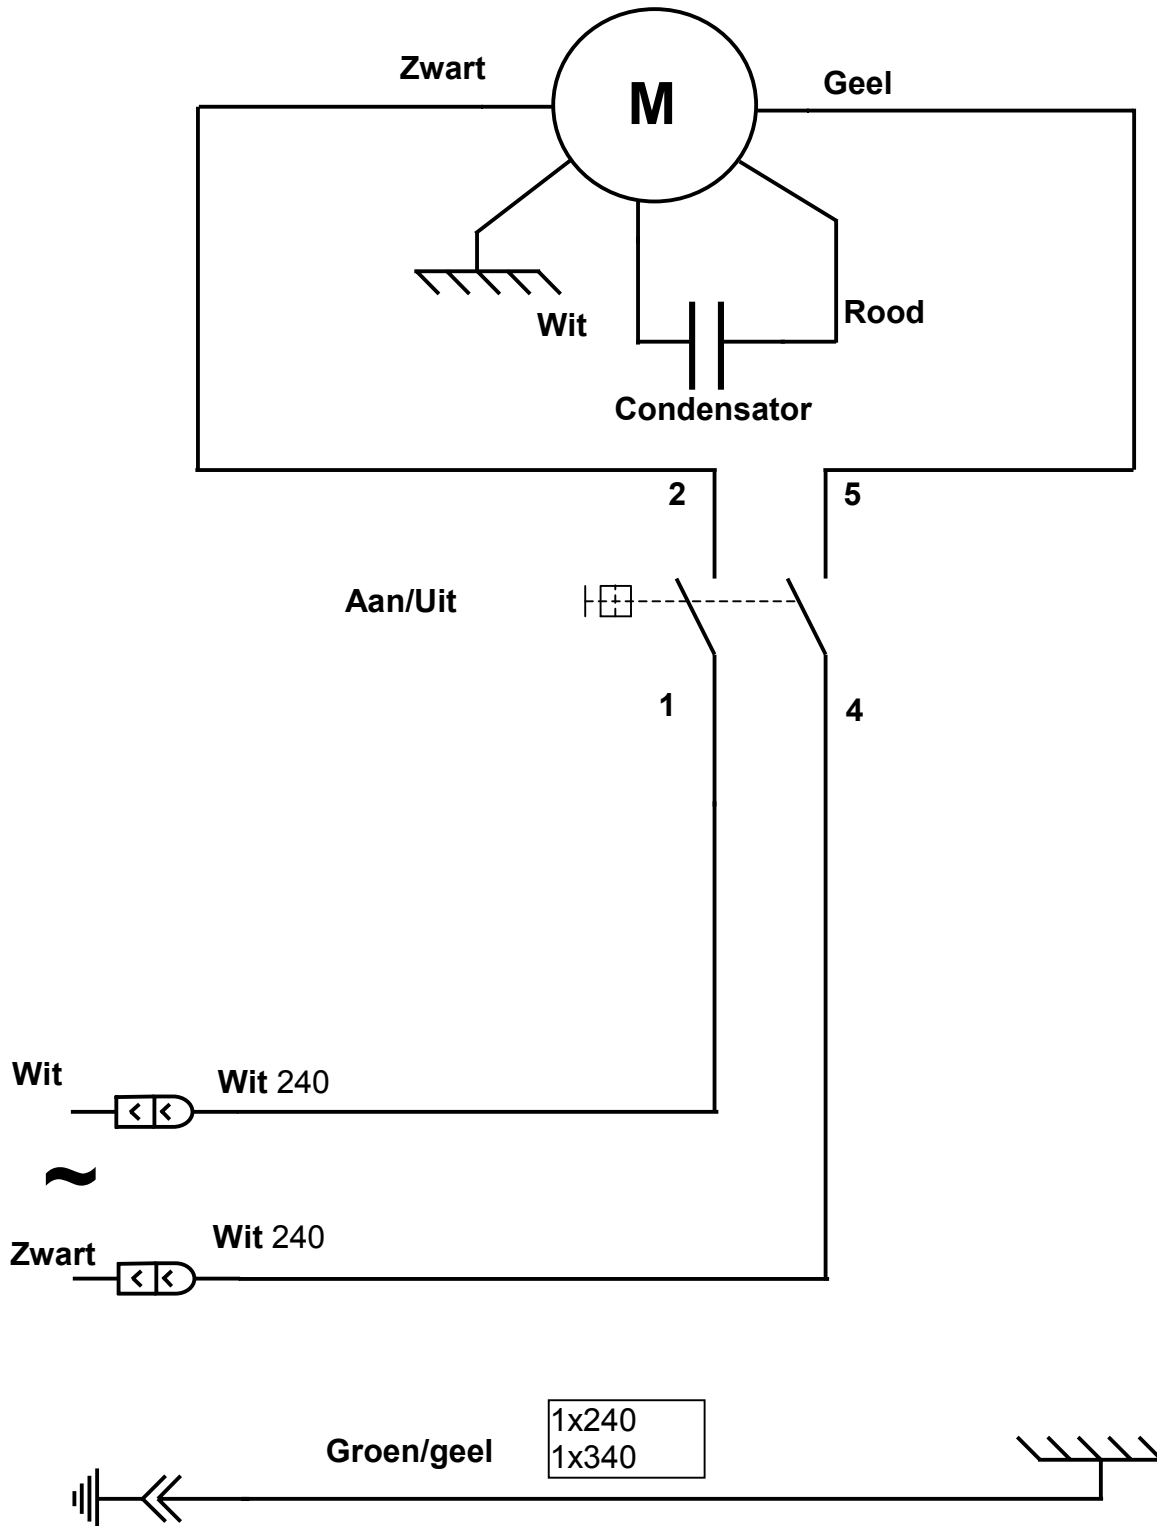 Zwart
M
Geel
Wit
Rood
Condensator
2
5
Aan/Uit
1
4
Wit
Wit 240
~
Zwart
Wit 240
Groen/geel
1x240
1x340